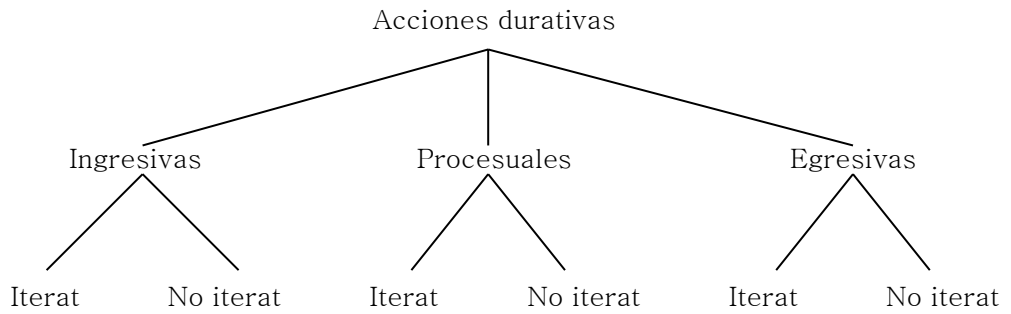 Acciones durativas
Ingresivas Procesuales Egresivas
Iterat No iterat Iterat No iterat Iterat No iterat